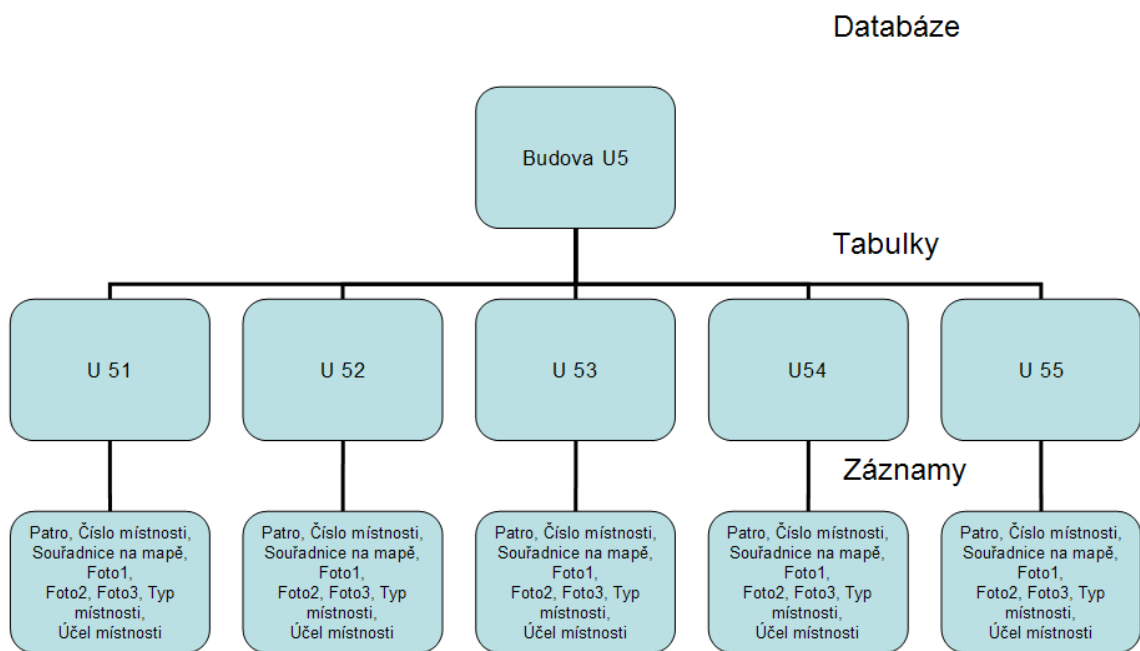 Databáze
Budova U5
Tabulky
U 51
U 52
U 53
U54
U 55
Záznamy
Patro, Číslo místnosti,
Souřadnice na mapě,
Foto1,
Foto2, Foto3, Typ
místnosti,
Účel místnosti
Patro, Číslo místnosti,
Souřadnice na mapě,
Foto1,
Foto2, Foto3, Typ
místnosti,
Účel místnosti
Patro, Číslo místnosti,
Souřadnice na mapě,
Foto1,
Foto2, Foto3, Typ
místnosti,
Účel místnosti
Patro, Číslo místnosti,
Souřadnice na mapě,
Foto1,
Foto2, Foto3, Typ
místnosti,
Účel místnosti
Patro, Číslo místnosti,
Souřadnice na mapě,
Foto1,
Foto2, Foto3, Typ
místnosti,
Účel místnosti